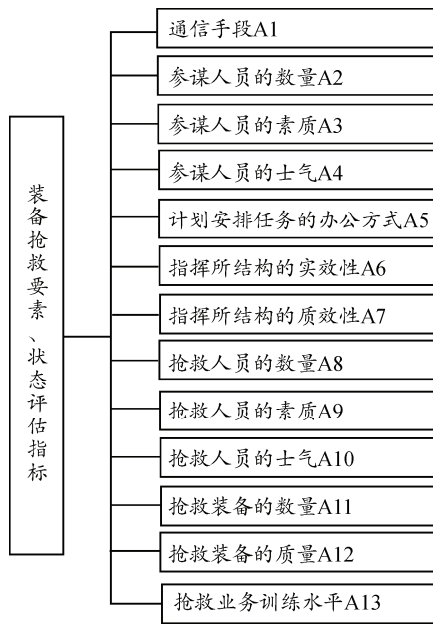 装备抢救要素、状态评估指标
通信手段A1
参谋人员的数量A2
参谋人员的素质A3
参谋人员的士气A4
计划安排任务的办公方式A5
指挥所结构的实效性A6
指挥所结构的质效性A7
抢救人员的数量A8
抢救人员的素质A9
抢救人员的士气A10
抢救装备的数量A11
抢救装备的质量A12
抢救业务训练水平A13